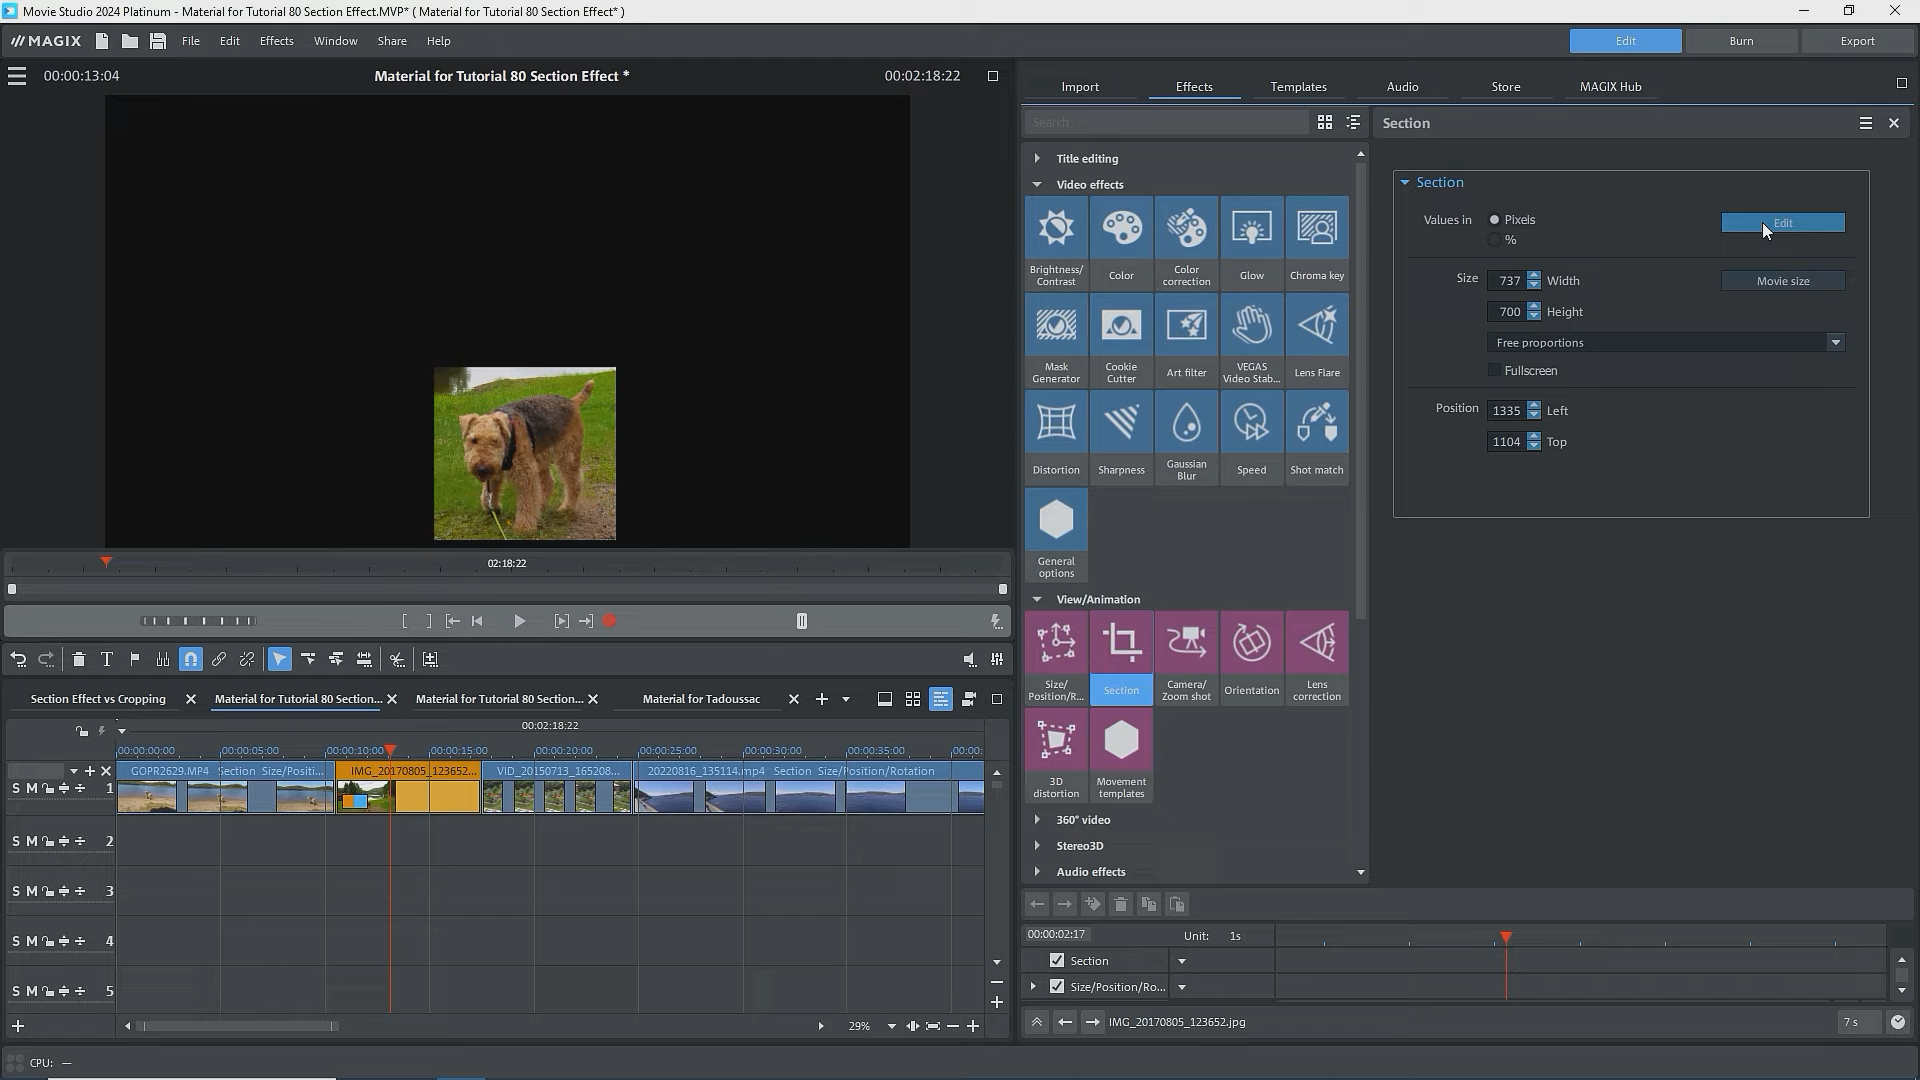 Movie Studio 2024 Platinum - Material for Tutorial 80 Section Effect.MVP* ( Material for Tutorial 80 Section Effect* )
MAGIX File Edit Effects Window Share Help Edit Burn Export
00:00:13:04 Material for Tutorial 80 Section Effect * 00:02:18:22
Import Effects Templates Audio Store MAGIX Hub
Search
Section
Title editing
Video effects
Brightness/
Contrast
Color
Color
correction
Glow
Chroma key
Mask
Generator
Cookie
Cutter
Art filter
VEGAS
Video Stab...
Lens Flare
Distortion
Sharpness
Gaussian
Blur
Speed
Shot match
General
options
View/Animation
Size/
Position/R...
Section
Camera/
Zoom shot
Orientation
Lens
correction
3D
distortion
Movement
templates
360° video
Stereo3D
Audio effects
Section
Values in Pixels Edit
%
Size 737 Width Movie size
700 Height
Free proportions
Fullscreen
Position 1335 Left
1104 Top
02:18:22
Section Effect vs Cropping Material for Tutorial 80 Section... Material for Tutorial 80 Section... Material for Tadoussac
00:02:18:22
00:00:00:00 00:00:05:00 00:00:10:00 00:00:15:00 00:00:20:00 00:00:25:00 00:00:30:00 00:00:35:00 00:00:
GOPR2629.MP4 Section Size/Positi... IMG_20170805_123652... VID_20150713_165208... 20220816_135114.mp4 Section Size/Position/Rotation
S M 1
S M 2
S M 3
S M 4
S M 5
29%
00:00:02:17 Unit: 1s
Section
Size/Position/Ro...
IMG_20170805_123652.jpg 7 s
CPU: —